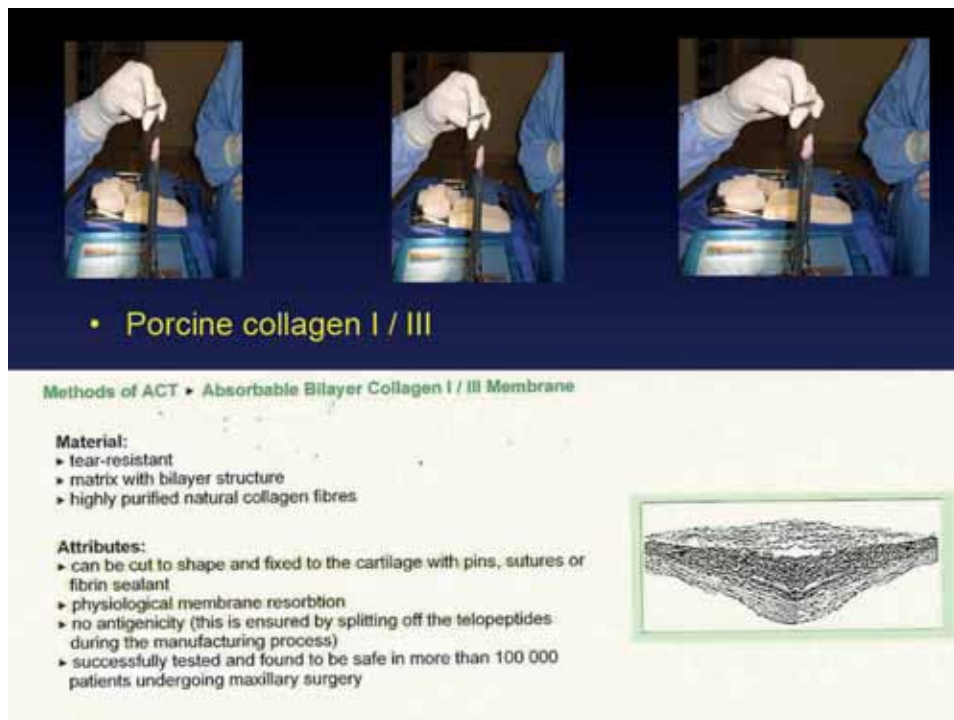 • Porcine collagen I / III
Methods of ACT ▸ Absorbable Bilayer Collagen I / III Membrane
Material:
▸ tear-resistant
▸ matrix with bilayer structure
▸ highly purified natural collagen fibres
Attributes:
▸ can be cut to shape and fixed to the cartilage with pins, sutures or
fibrin sealant
▸ physiological membrane resorbtion
▸ no antigenicity (this is ensured by splitting off the telopeptides
during the manufacturing process)
▸ successfully tested and found to be safe in more than 100 000
patients undergoing maxillary surgery